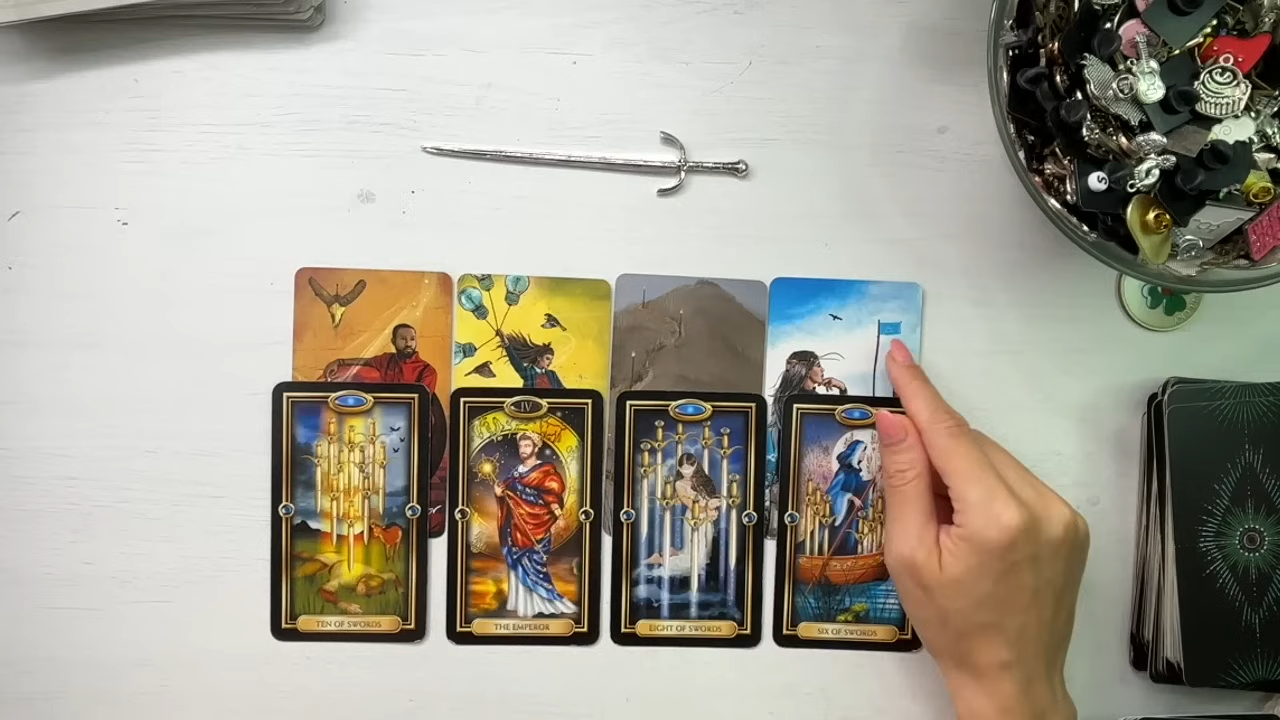 S
IV
TEN OF SWORDS
THE EMPEROR
EIGHT OF SWORDS
SIX OF SWORDS